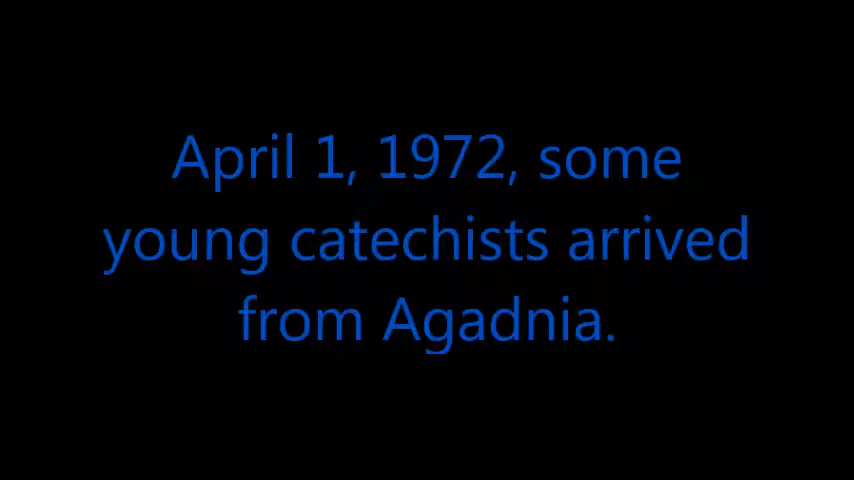 April 1, 1972, some
young catechists arrived
from Agadnia.